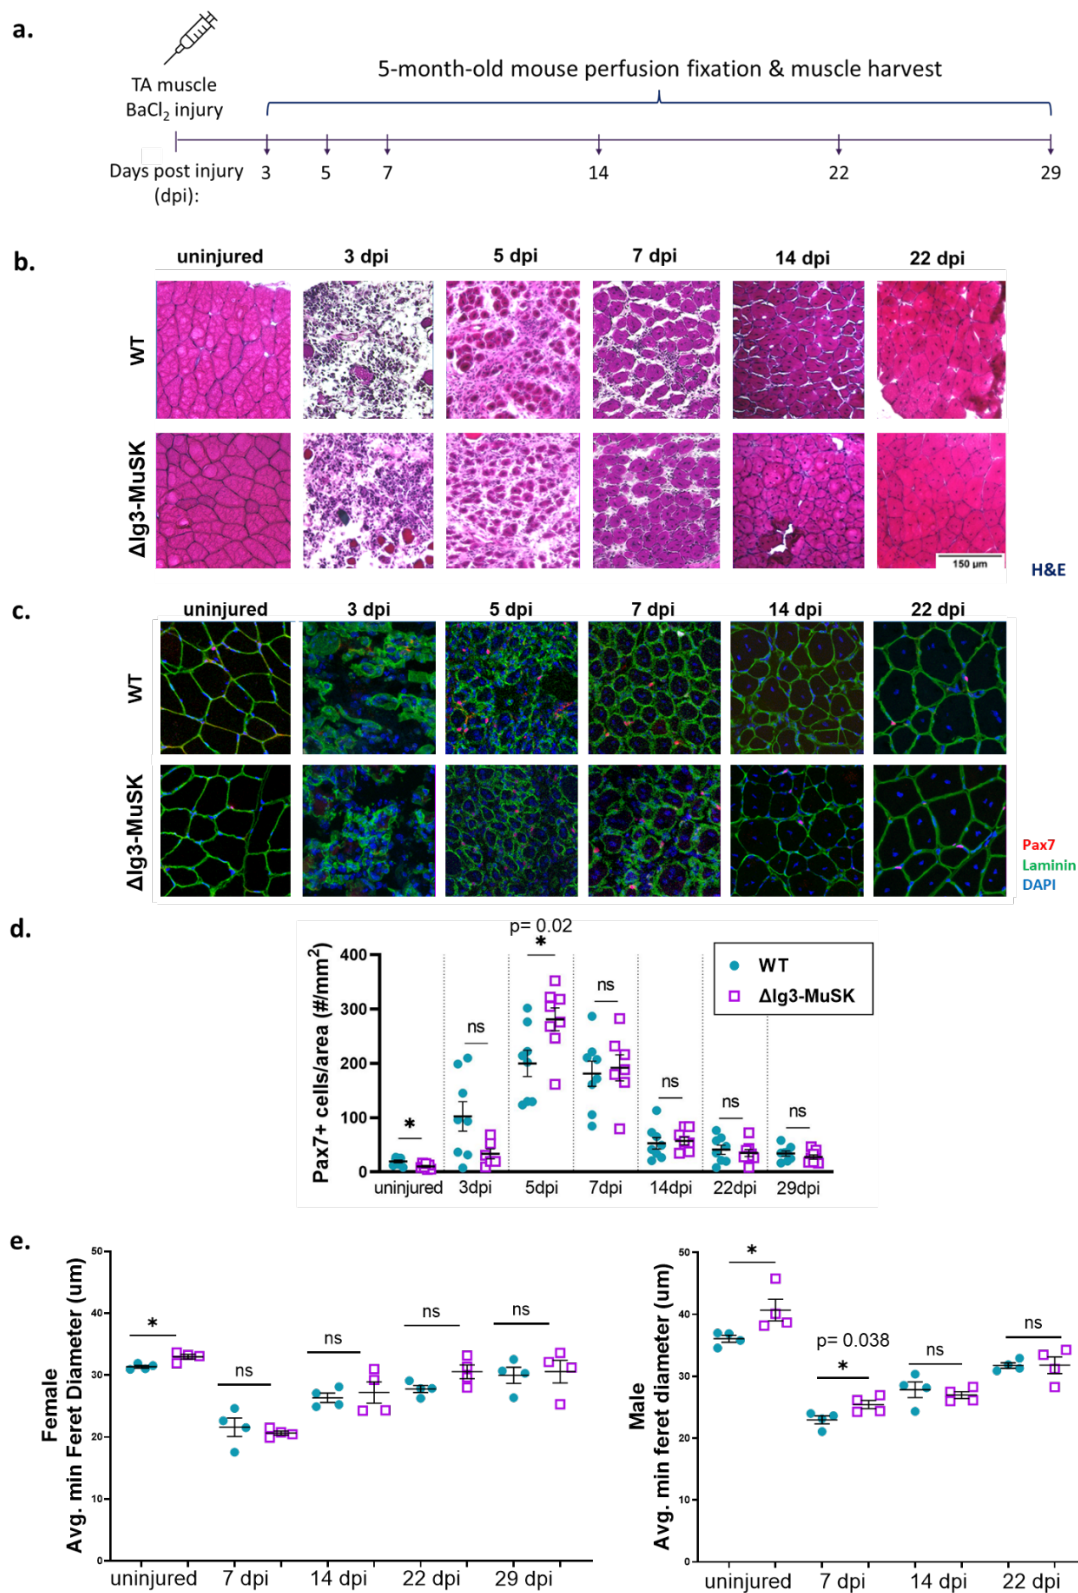 a.
TA muscle
BaCl2 injury
5-month-old mouse perfusion fixation & muscle harvest
Days post injury
(dpi):
3 5 7 14 22 29
b.
uninjured 3 dpi 5 dpi 7 dpi 14 dpi 22 dpi
WT
ΔIg3-MuSK
150 µm
H&E
c.
uninjured 3 dpi 5 dpi 7 dpi 14 dpi 22 dpi
WT
ΔIg3-MuSK
Pax7
Laminin
DAPI
d.
p= 0.02
Pax7+ cells/area (#/mm2)
400
300
200
100
0
* ns * ns ns ns ns
WT
ΔIg3-MuSK
uninjured 3dpi 5dpi 7dpi 14dpi 22dpi 29dpi
e.
Female
Avg. min Feret Diameter (um)
50
40
30
20
10
0
* ns ns ns ns
uninjured 7 dpi 14 dpi 22 dpi 29 dpi
Male
Avg. min feret diameter (um)
50
40
30
20
10
0
*
p= 0.038
* ns ns
uninjured 7 dpi 14 dpi 22 dpi